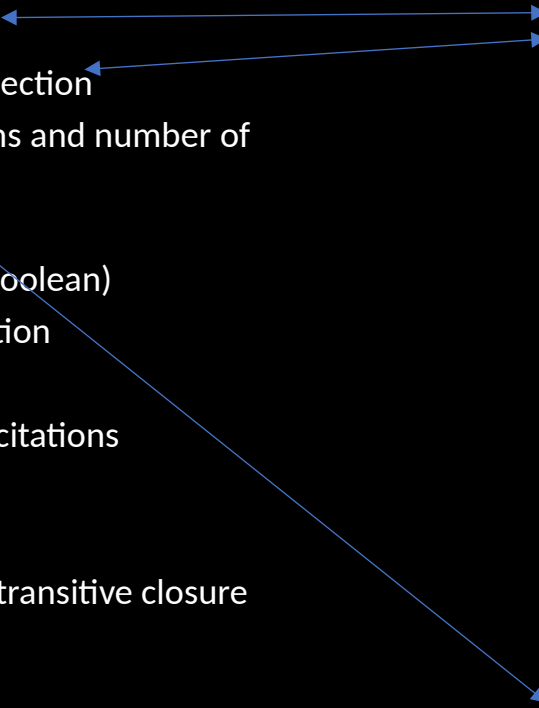 ection
ns and number of
oolean)
tion
citations
transitive closure